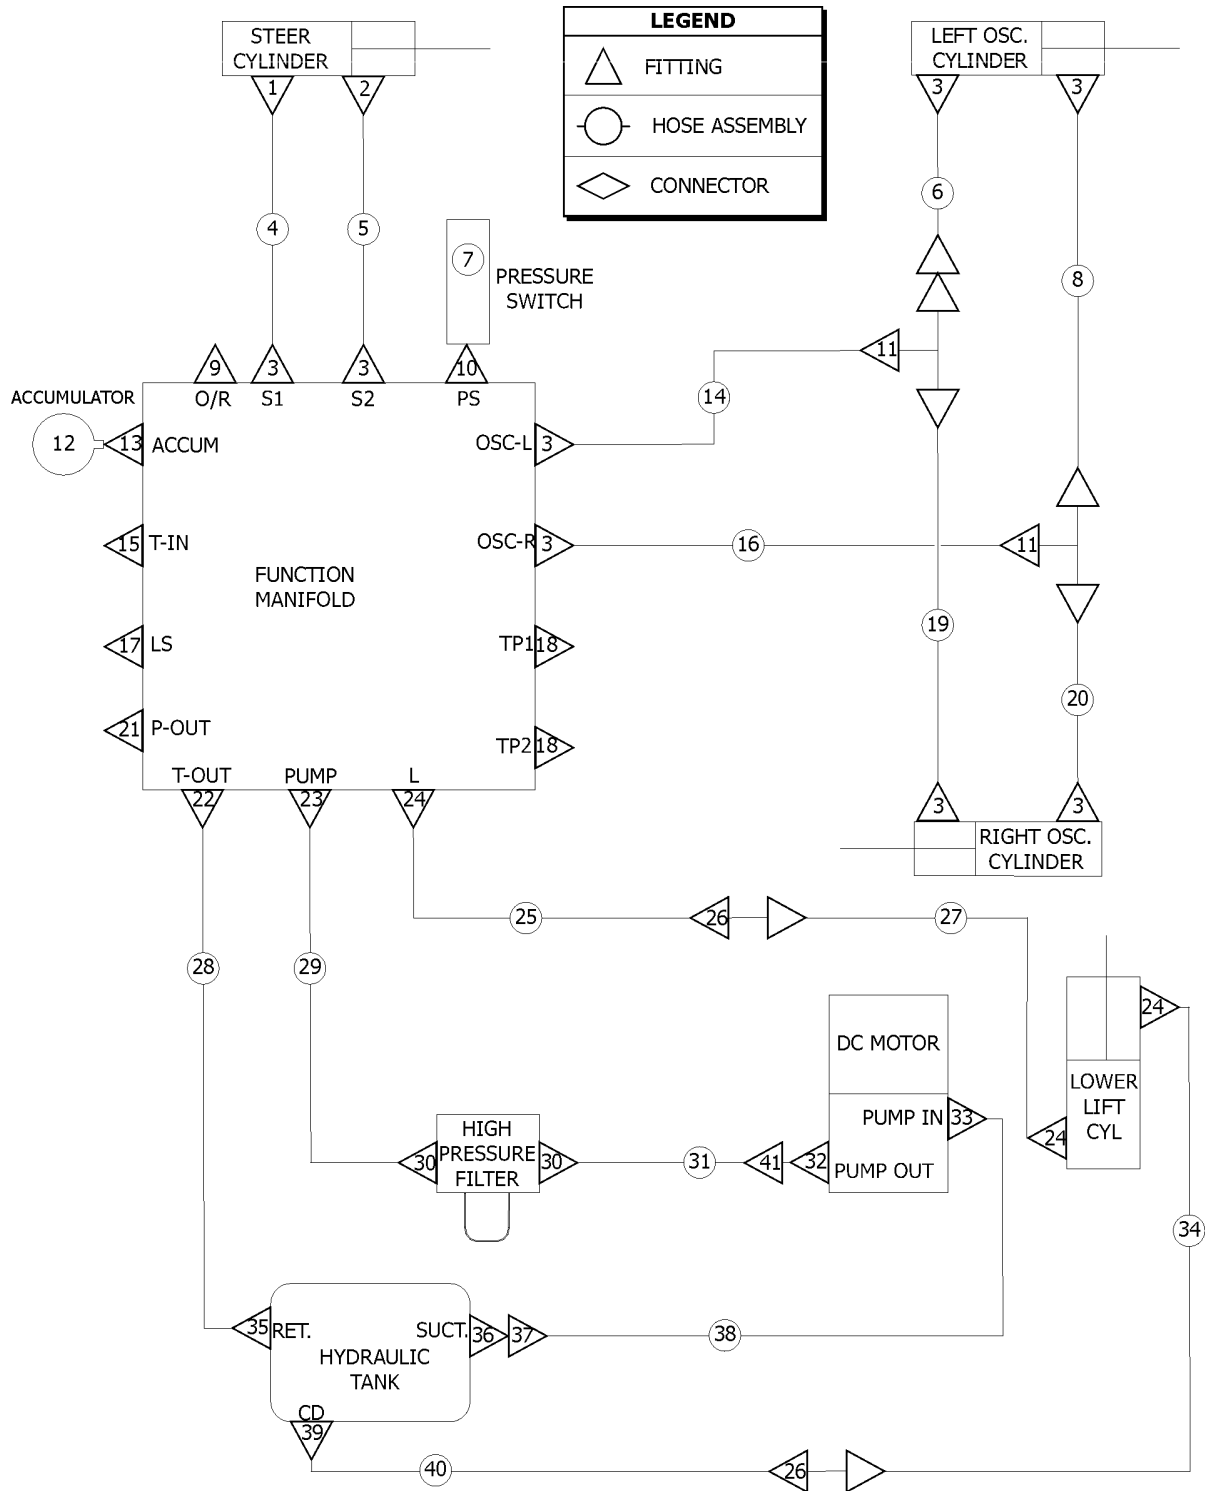 STEER
CYLINDER
1
2
LEGEND
FITTING
HOSE ASSEMBLY
CONNECTOR
LEFT OSC.
CYLINDER
3
3
4
5
6
7
PRESSURE
SWITCH
8
9
3
3
10
11
O/R
S1
S2
PS
14
ACCUMULATOR
12
13
ACCUM
OSC-L
3
15
T-IN
OSC-R
3
16
11
FUNCTION
MANIFOLD
17
LS
TP1
18
19
20
21
P-OUT
TP2
18
T-OUT
PUMP
L
22
23
24
3
3
RIGHT OSC.
CYLINDER
25
26
27
28
29
24
DC MOTOR
LOWER
LIFT
CYL
24
PUMP IN
33
HIGH
PRESSURE
FILTER
30
30
31
41
32
PUMP OUT
34
35
RET.
SUCT.
36
37
38
HYDRAULIC
TANK
CD
39
40
26